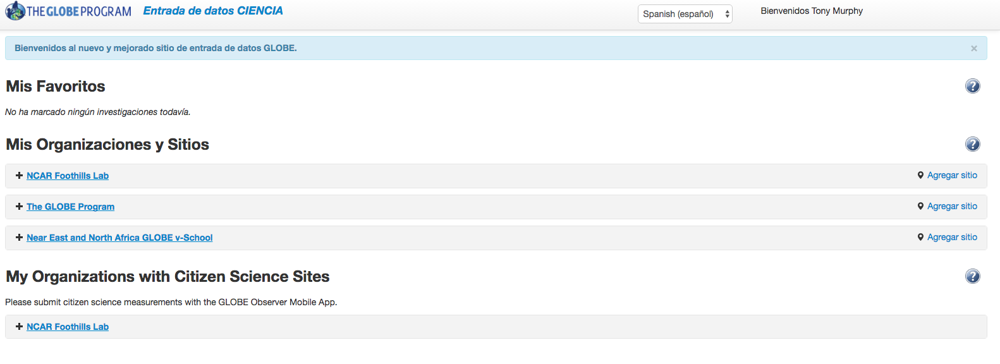 THE GLOBE PROGRAM Entrada de datos CIENCIA Spanish (español) Bienvenidos Tony Murphy
Bienvenidos al nuevo y mejorado sitio de entrada de datos GLOBE. ×
Mis Favoritos ?
No ha marcado ningún investigaciones todavía.
Mis Organizaciones y Sitios ?
+ NCAR Foothills Lab Agregar sitio
+ The GLOBE Program Agregar sitio
+ Near East and North Africa GLOBE v-School Agregar sitio
My Organizations with Citizen Science Sites ?
Please submit citizen science measurements with the GLOBE Observer Mobile App.
+ NCAR Foothills Lab